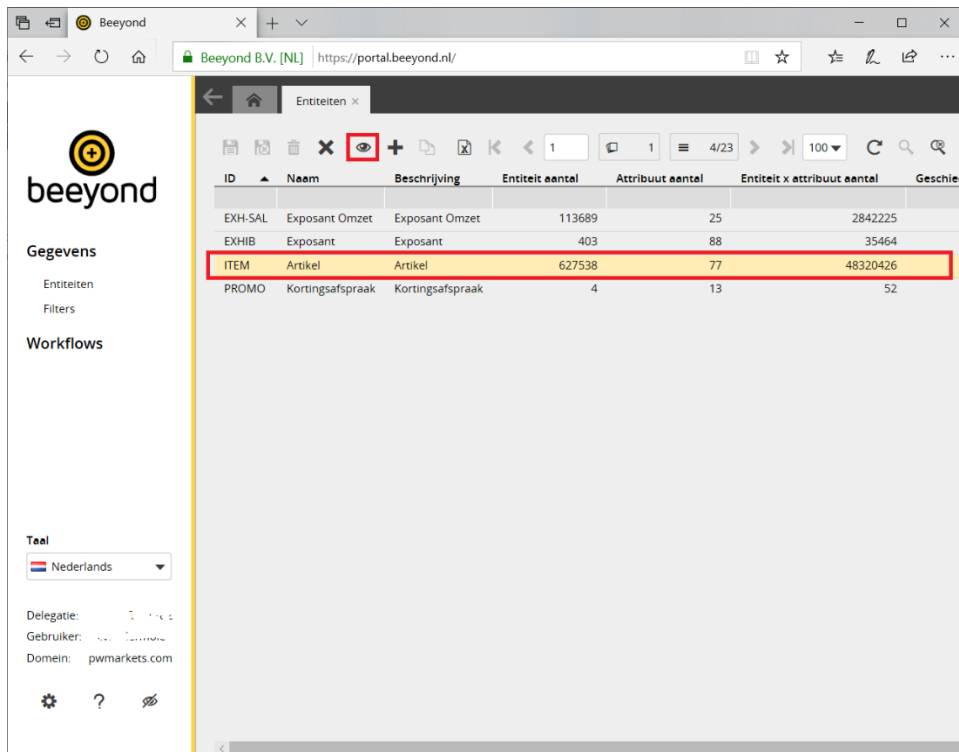 Beeyond
Beeyond B.V. [NL] https://portal.beeyond.nl/
Entiteiten
beeyond
1 1 4/23 100
ID Naam Beschrijving Entiteit aantal Attribuut aantal Entiteit x attribuut aantal Geschie
EXH-SAL Exposant Omzet Exposant Omzet 113689 25 2842225
EXHIB Exposant Exposant 403 88 35464
ITEM Artikel Artikel 627538 77 48320426
PROMO Kortingsafspraak Kortingsafspraak 4 13 52
Gegevens
Entiteiten
Filters
Workflows
Taal
Nederlands
Delegatie:
Gebruiker:
Domein: pwmarkets.com
?